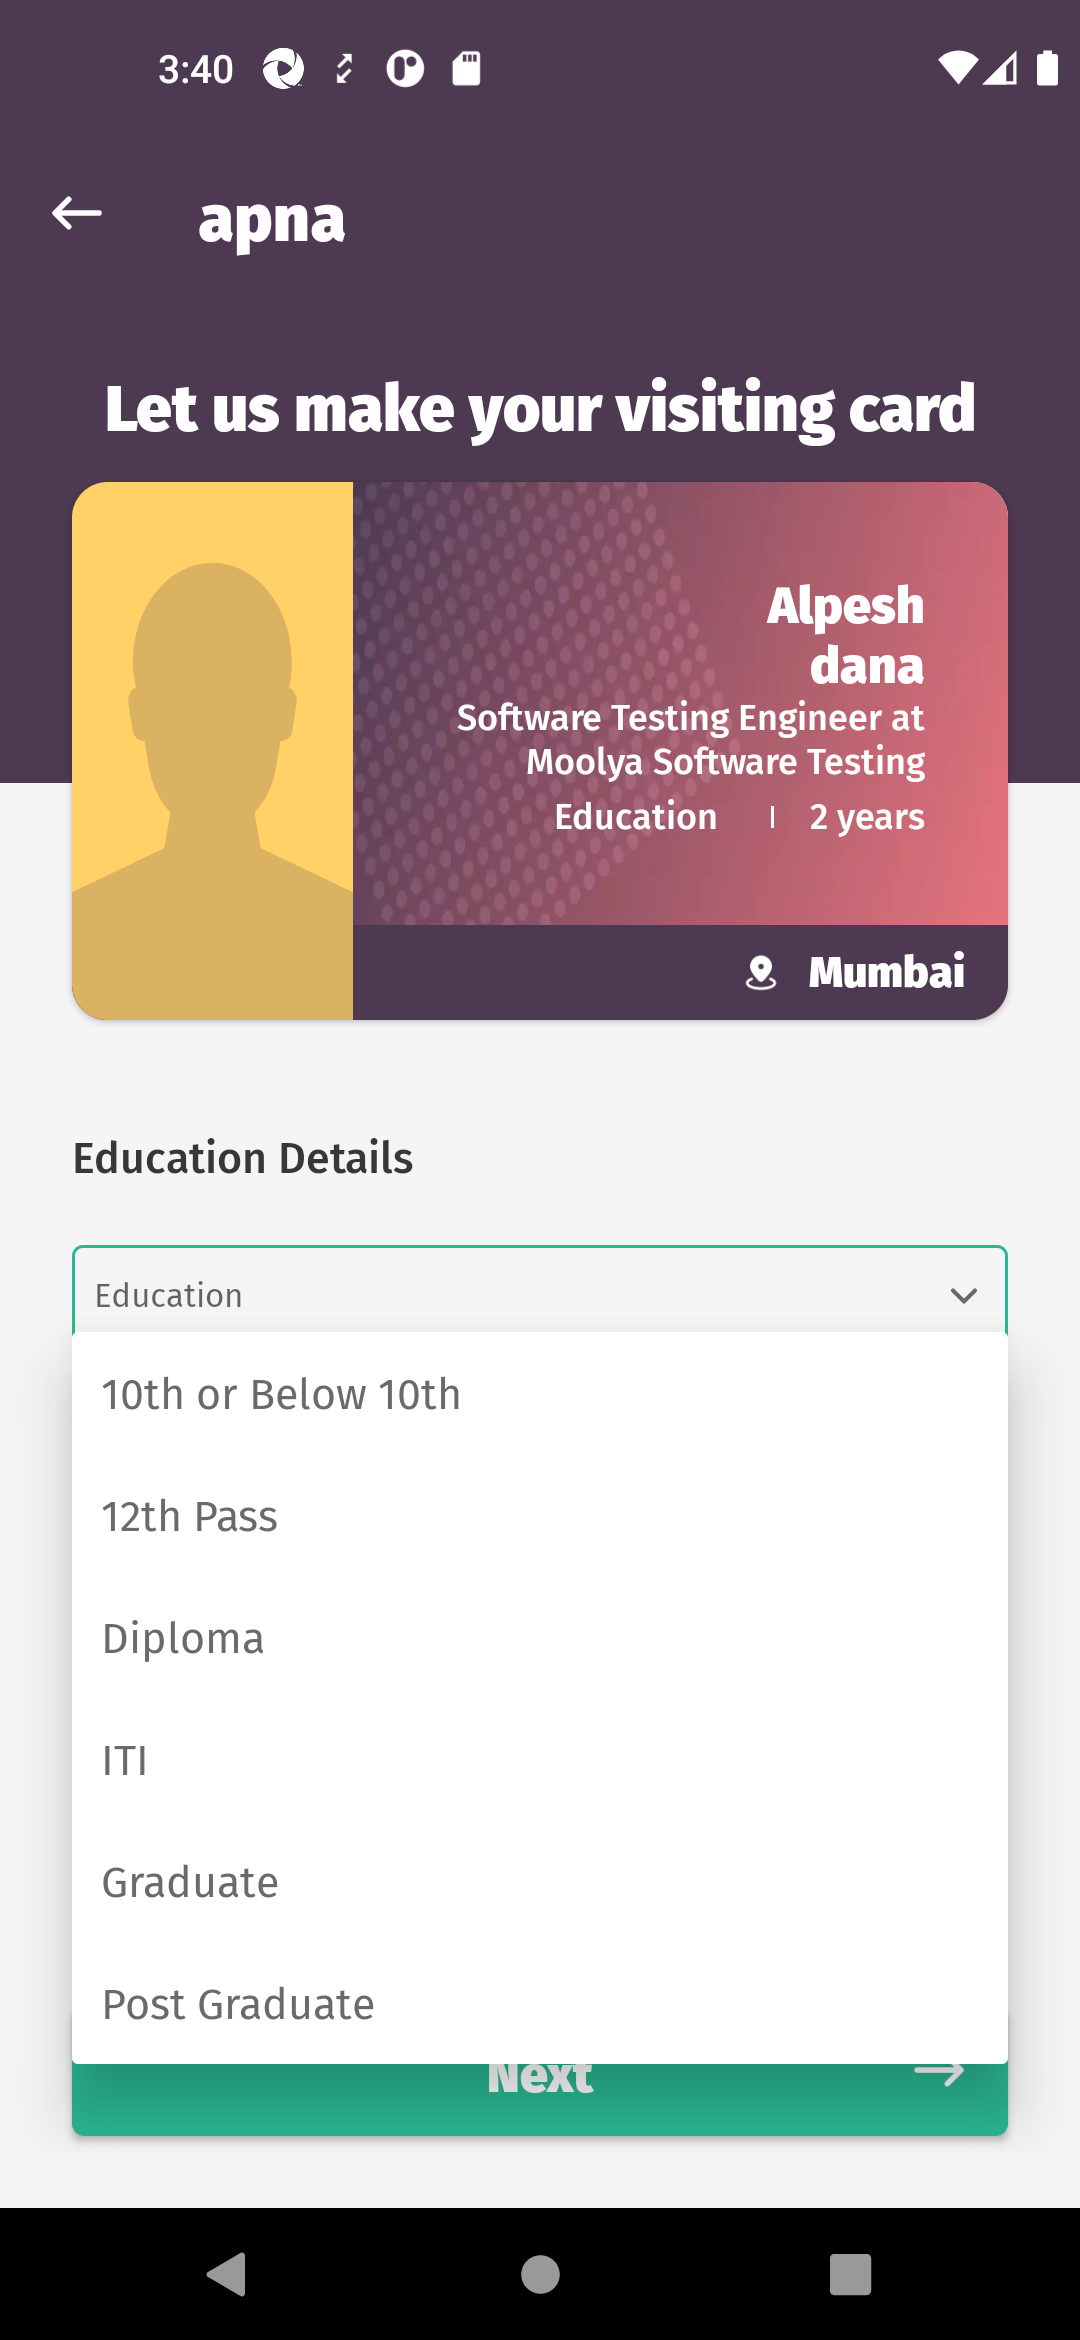 3:40
apna
Let us make your visiting card
Alpesh
dana
Software Testing Engineer at
Moolya Software Testing
Education | 2 years
Mumbai
Education Details
Education
10th or Below 10th
12th Pass
Diploma
ITI
Graduate
Post Graduate
Next